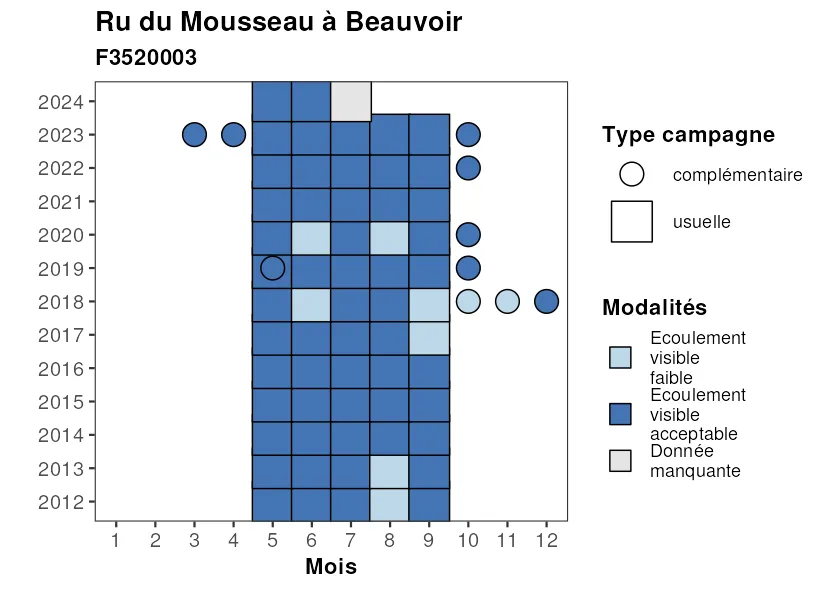 Ru du Mousseau à Beauvoir
F3520003
2024
2023
2022
2021
2020
2019
2018
2017
2016
2015
2014
2013
2012
1 2 3 4 5 6 7 8 9 10 11 12
Mois
Type campagne
complémentaire
usuelle
Modalités
Ecoulement
visible
faible
Ecoulement
visible
acceptable
Donnée
manquante